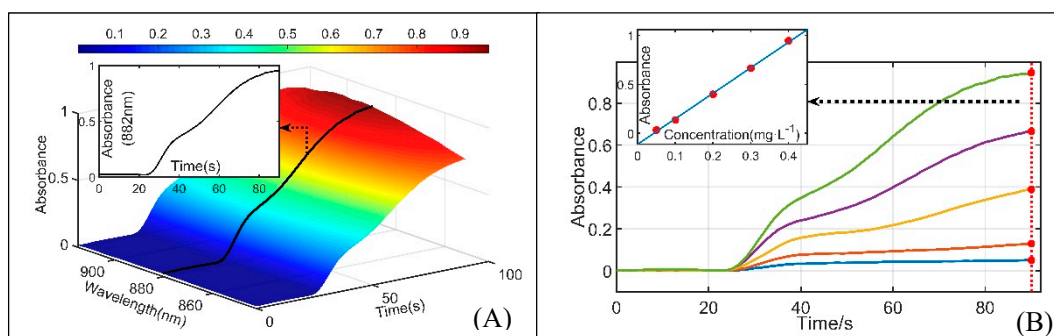 0.1 0.2 0.3 0.4 0.5 0.6 0.7 0.8 0.9
1
0.5
0
Absorbance
(882nm)
Time(s)
0 20 40 60 80
1
0.5
0
Absorbance
900
880
860
Wavelength(nm)
0
50
100
Time(s)
(A)
0.8
0.6
0.4
0.2
0
Absorbance
1
0.5
0
Absorbance
Concentration(mg·L⁻¹)
0 0.1 0.2 0.3 0.4
0 20 40 60 80
Time/s
(B)